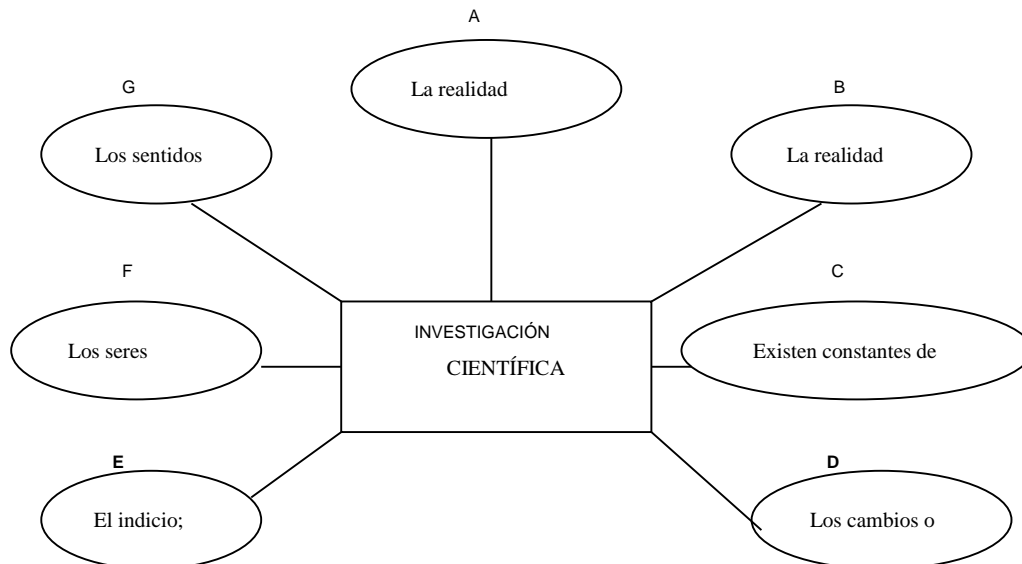 A
La realidad
G
B
Los sentidos
La realidad
F
C
INVESTIGACIÓN
Los seres
Existen constantes de
CIENTÍFICA
E
D
El indicio;
Los cambios o